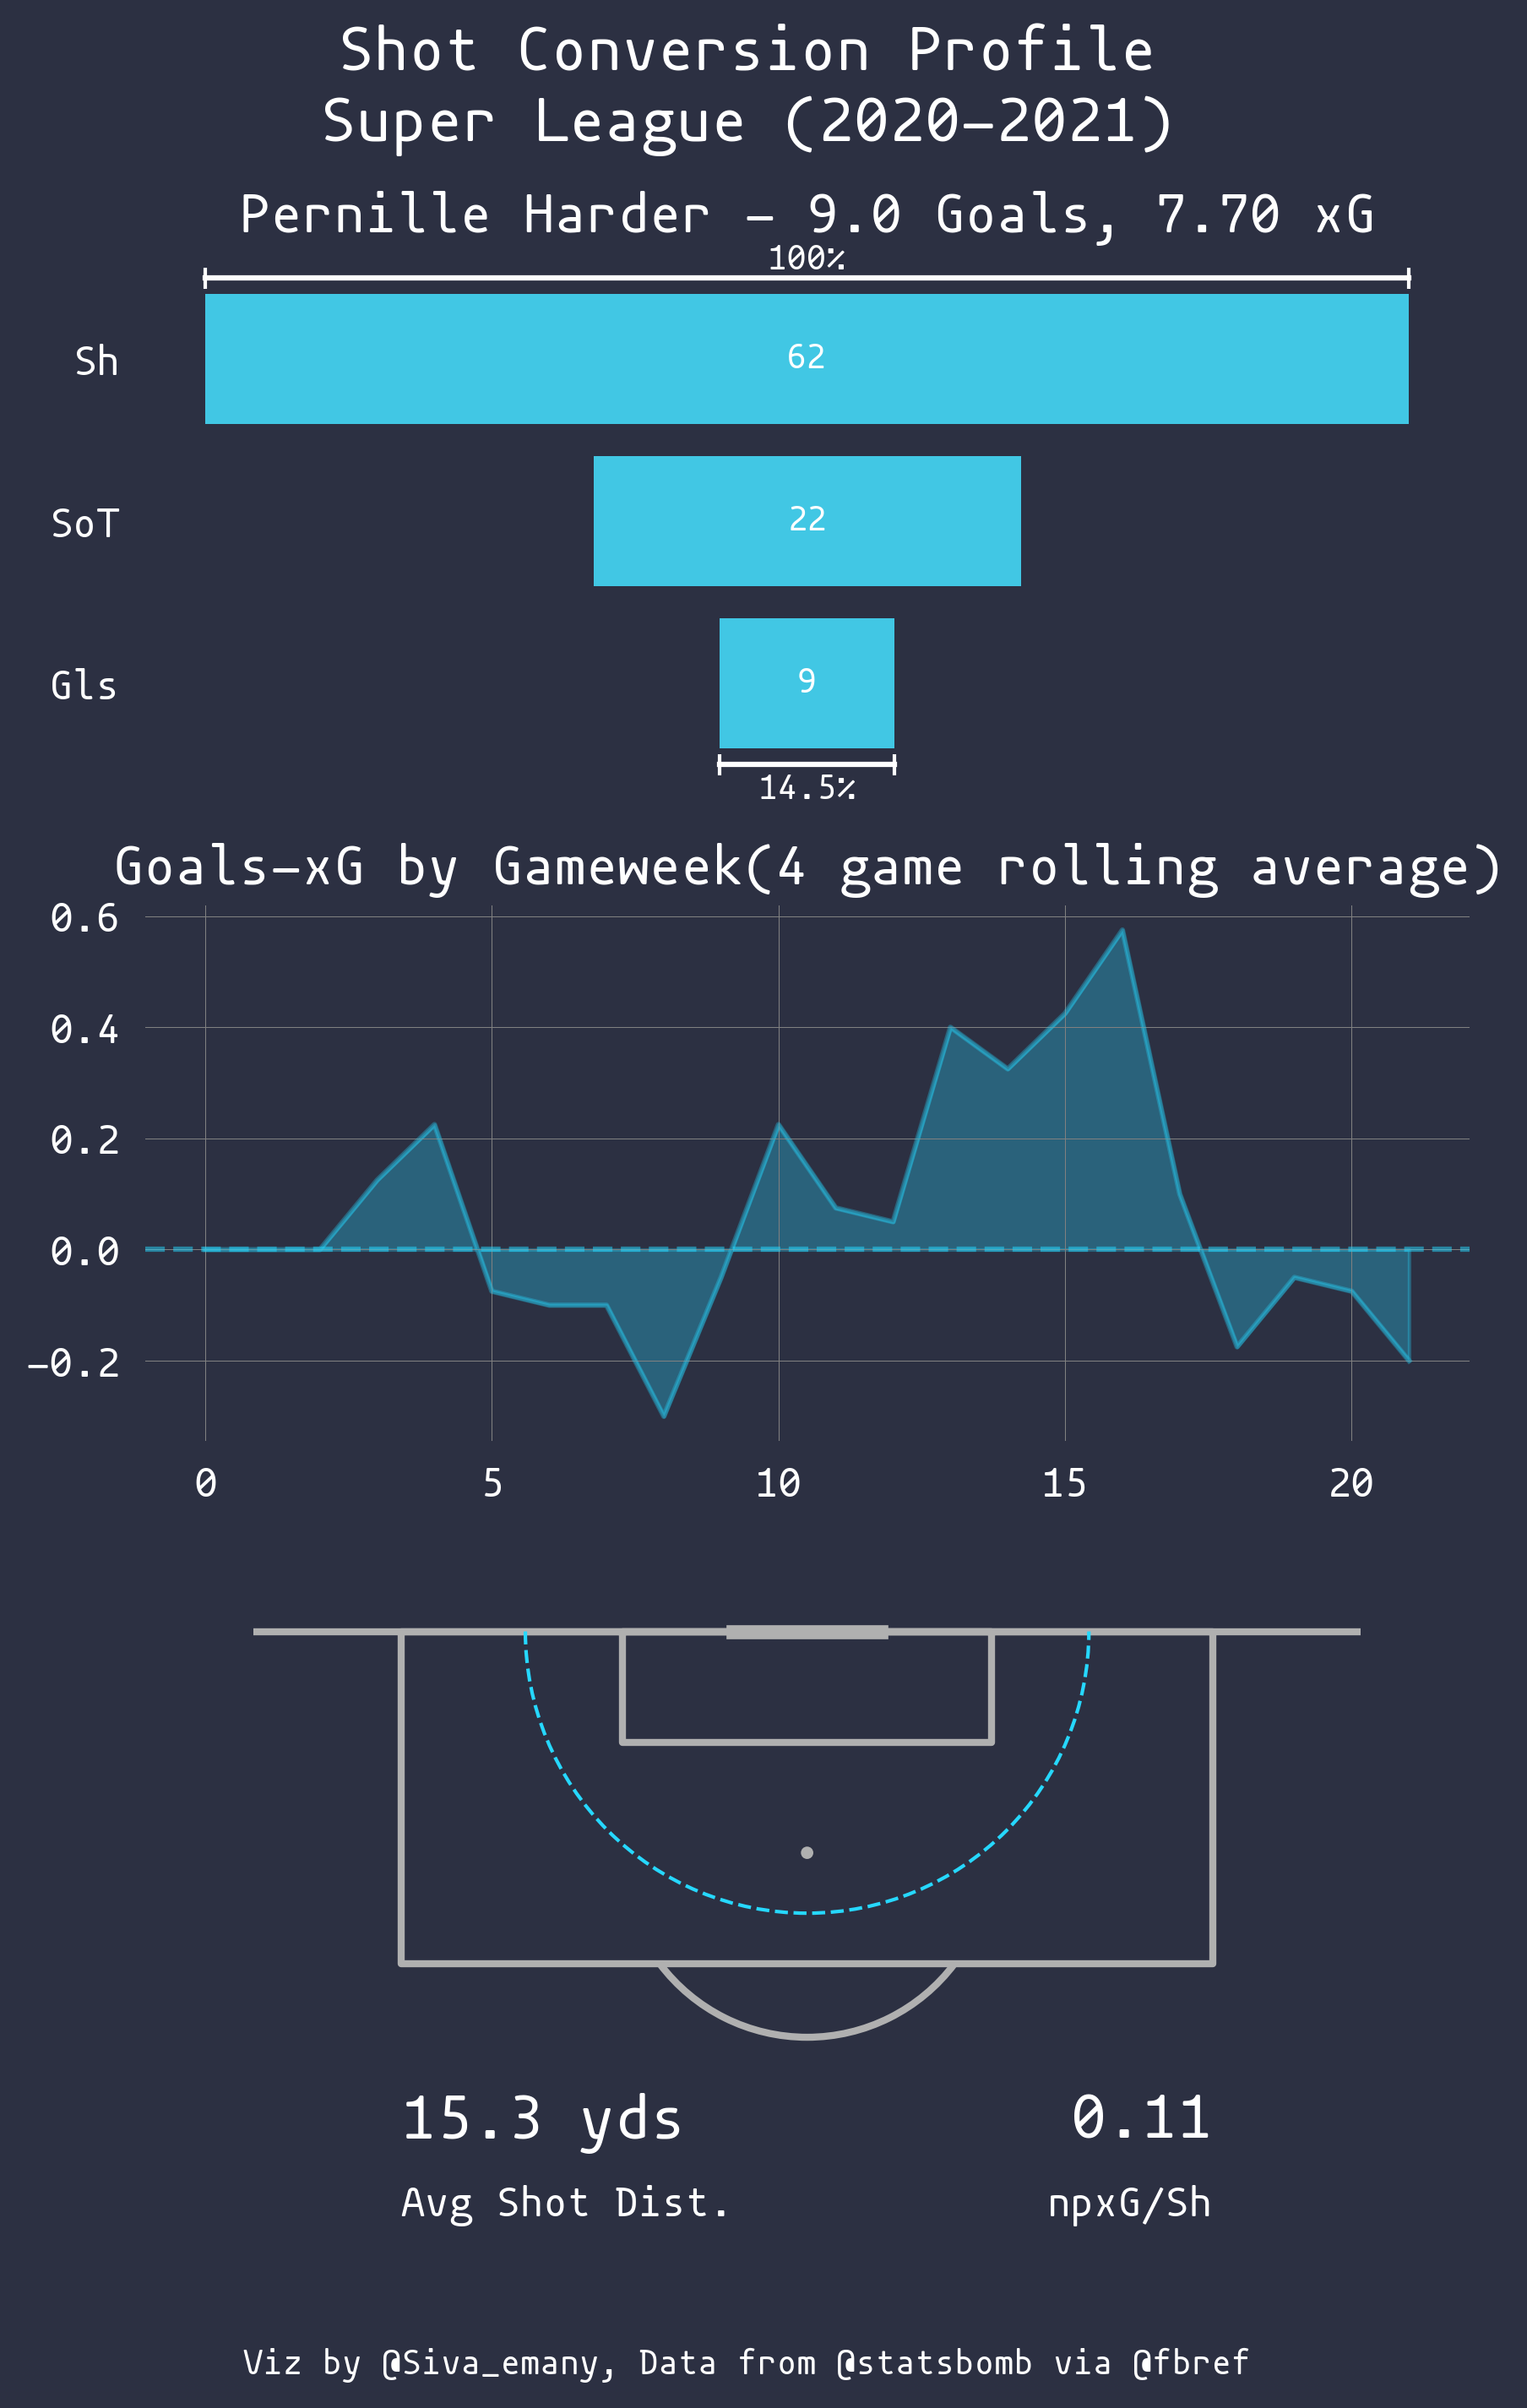 Shot Conversion Profile
Super League (2020-2021)
Pernille Harder - 9.0 Goals, 7.70 xG
100%
Sh
62
SoT
22
Gls
9
14.5%
Goals-xG by Gameweek(4 game rolling average)
0.6
0.4
0.2
0.0
-0.2
0 5 10 15 20
15.3 yds 0.11
Avg Shot Dist. npxG/Sh
Viz by @Siva_emany, Data from @statsbomb via @fbref